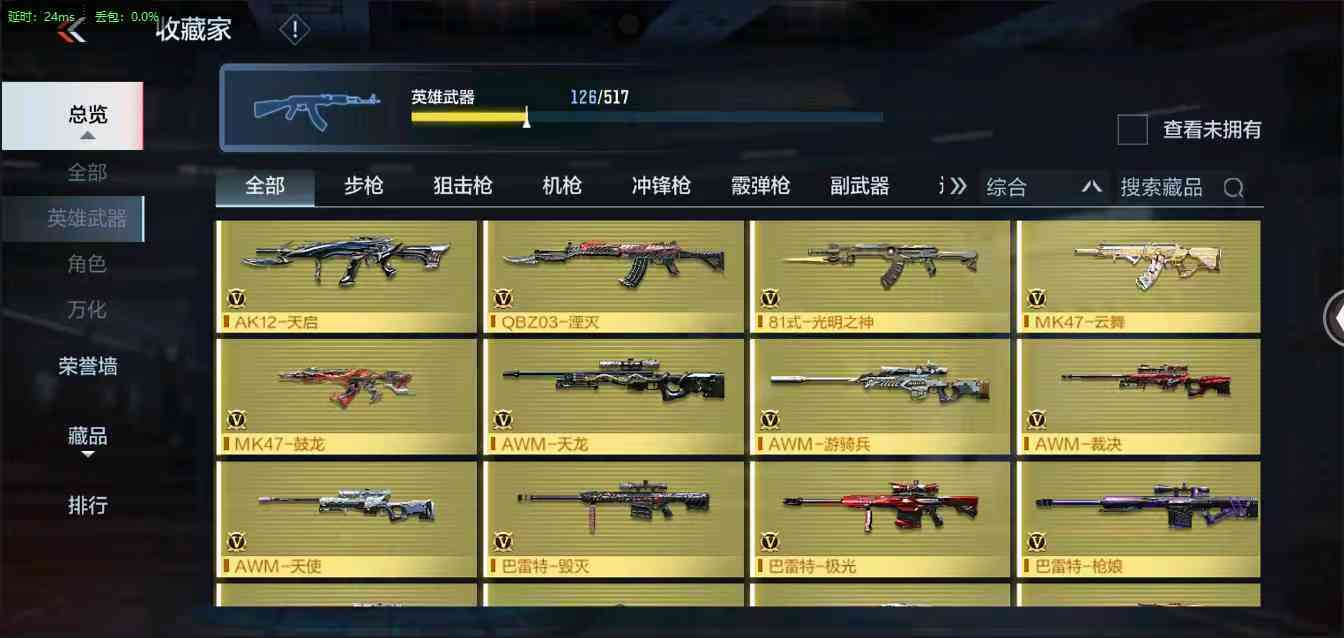 延时：24ms 丢包：0.0%
收藏家
总览
全部
英雄武器
角色
万化
荣誉墙
藏品
排行
英雄武器 126/517
查看未拥有
全部 步枪 狙击枪 机枪 冲锋枪 霰弹枪 副武器 综合 搜索藏品
AK12-天启 QBZ03-湮灭 81式-光明之神 MK47-云舞
MK47-鼓龙 AWM-天龙 AWM-游骑兵 AWM-裁决
AWM-天使 巴雷特-毁灭 巴雷特-极光 巴雷特-枪娘